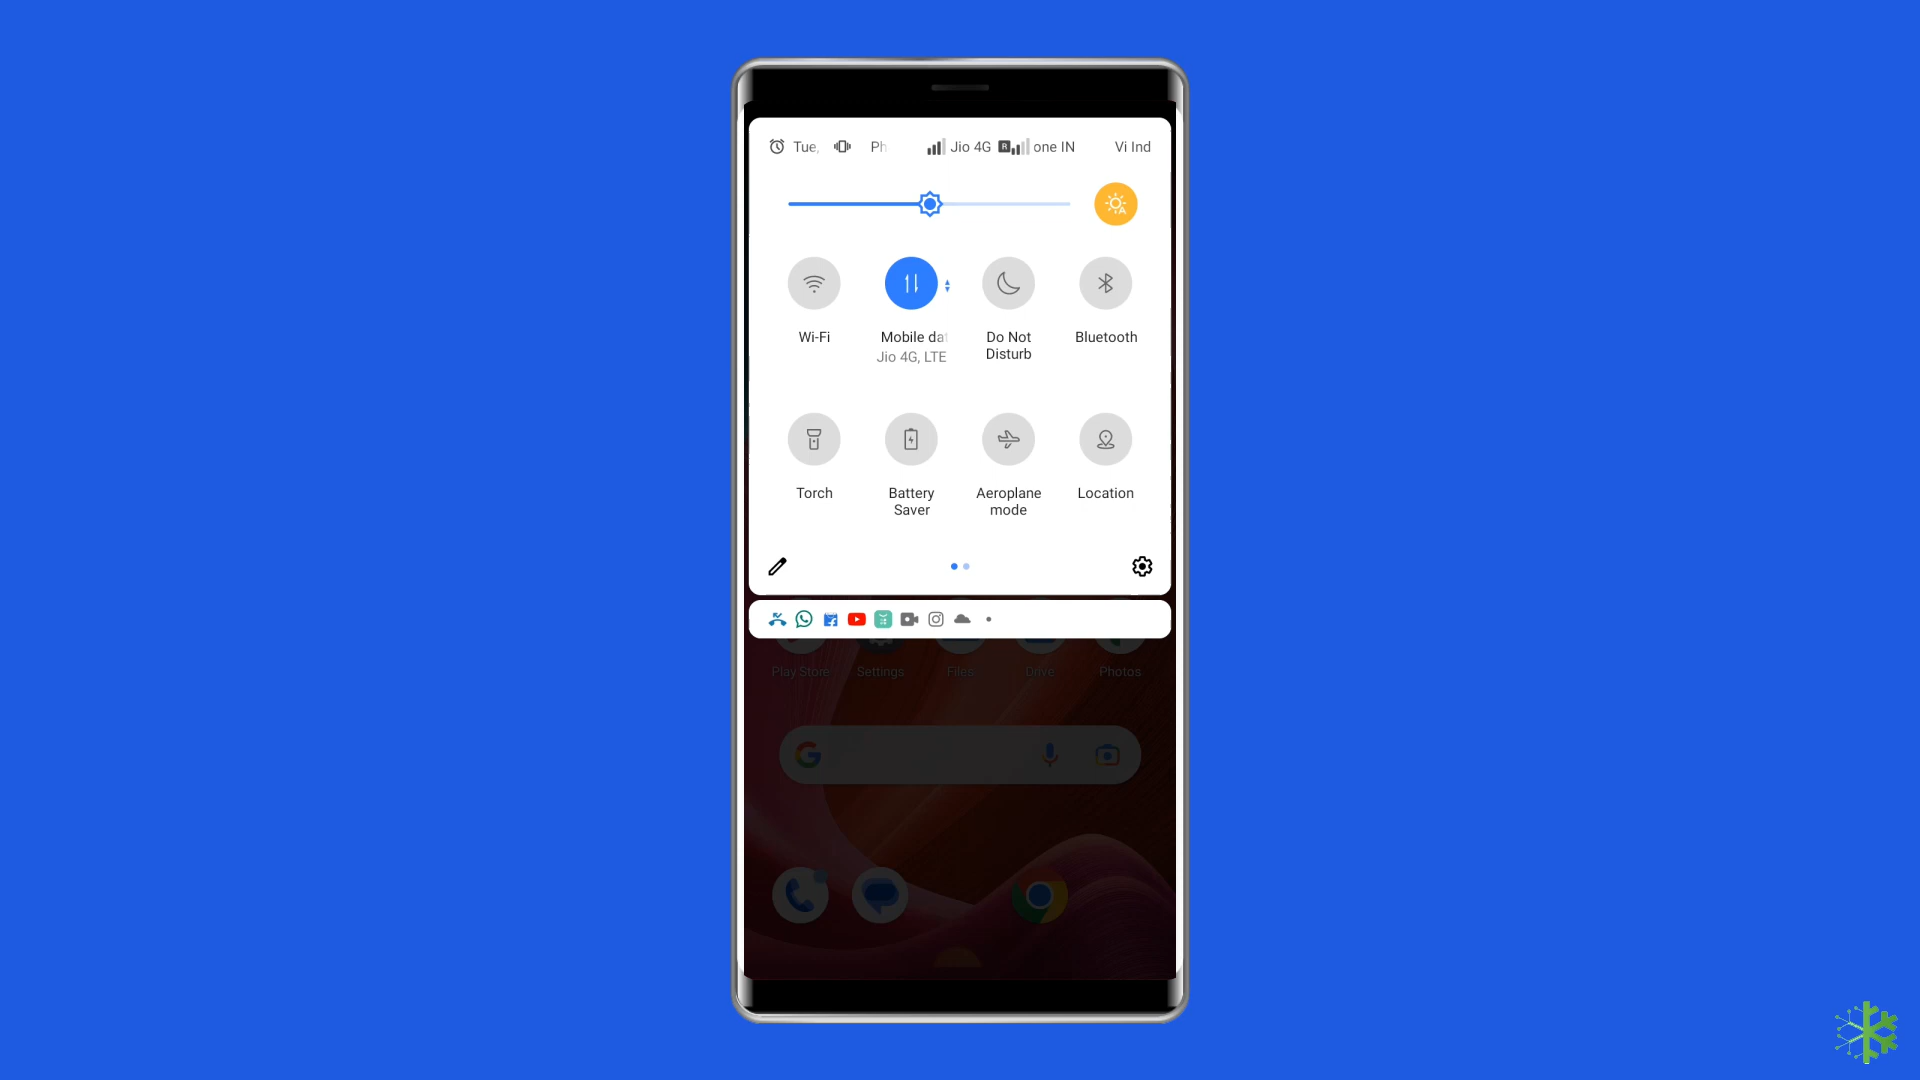 Tue, Ph Jio 4G R one IN Vi Ind
Wi-Fi Mobile dat Do Not Disturb Bluetooth
Jio 4G, LTE
Torch Battery Saver Aeroplane mode Location
Play Store Settings Files Drive Photos